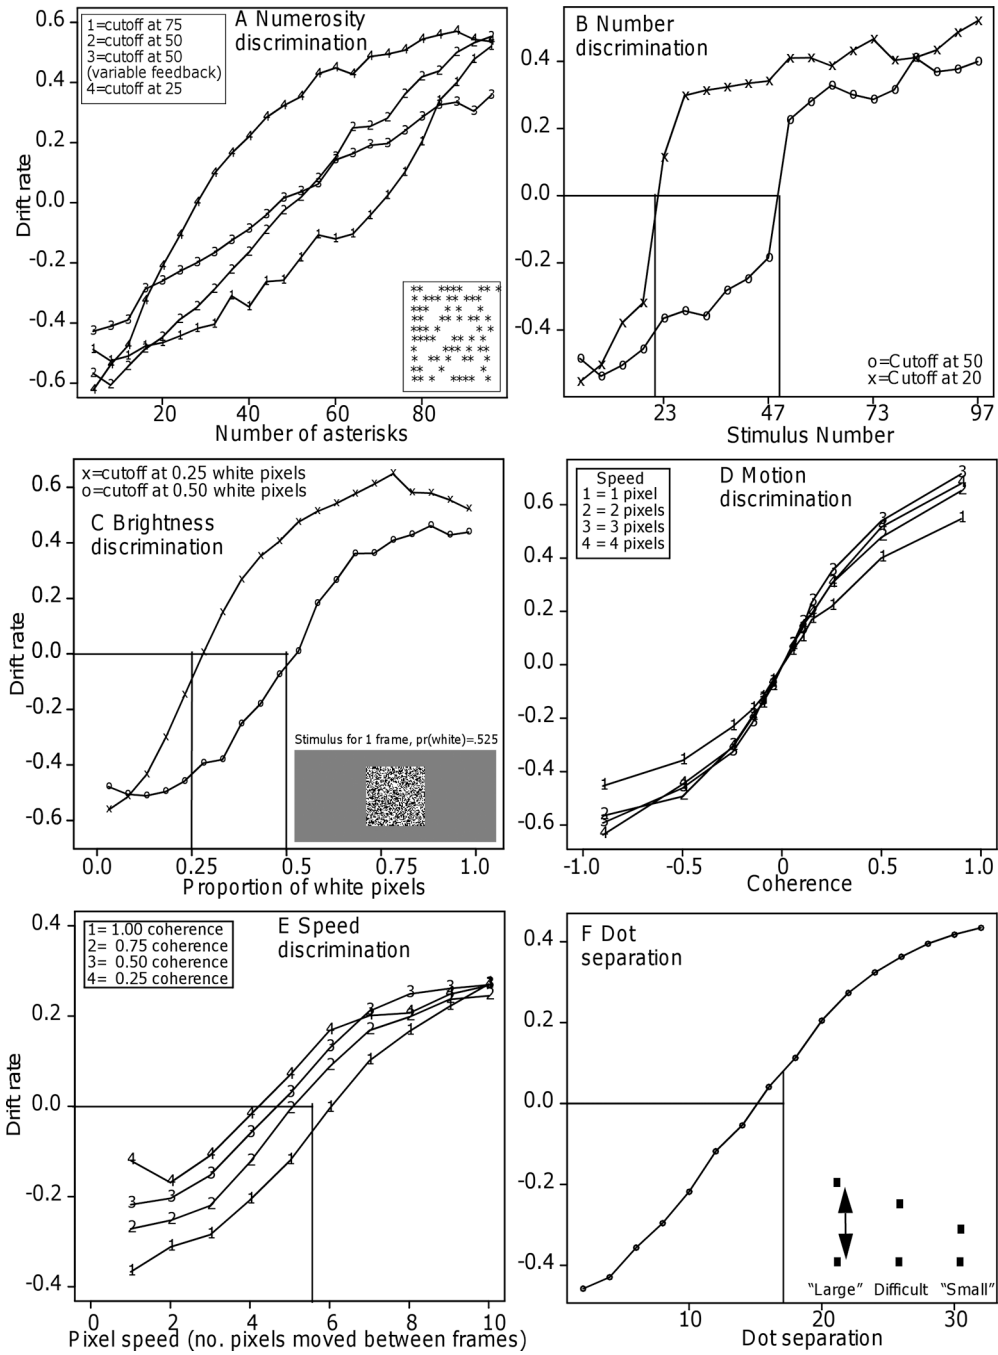 A Numerosity
discrimination
1=cutoff at 75
2=cutoff at 50
3=cutoff at 50
(variable feedback)
4=cutoff at 25
0.6
0.4
0.2
0.0
-0.2
-0.4
-0.6
Drift rate
20
40
60
80
Number of asterisks
B Number
discrimination
0.4
0.2
0.0
-0.2
-0.4
o=Cutoff at 50
x=Cutoff at 20
23
47
73
97
Stimulus Number
x=cutoff at 0.25 white pixels
o=cutoff at 0.50 white pixels
C Brightness
discrimination
0.6
0.4
0.2
0.0
-0.2
-0.4
-0.6
Drift rate
Stimulus for 1 frame, pr(white)=.525
0.0
0.25
0.5
0.75
1.0
Proportion of white pixels
D Motion
discrimination
Speed
1 = 1 pixel
2 = 2 pixels
3 = 3 pixels
4 = 4 pixels
0.6
0.4
0.2
0.0
-0.2
-0.4
-0.6
-1.0
-0.5
0
0.5
1.0
Coherence
E Speed
discrimination
1= 1.00 coherence
2= 0.75 coherence
3= 0.50 coherence
4= 0.25 coherence
0.4
0.2
0.0
-0.2
-0.4
Drift rate
0
2
4
6
8
10
Pixel speed (no. pixels moved between frames)
F Dot
separation
0.4
0.2
0.0
-0.2
-0.4
"Large" Difficult "Small"
10
20
30
Dot separation